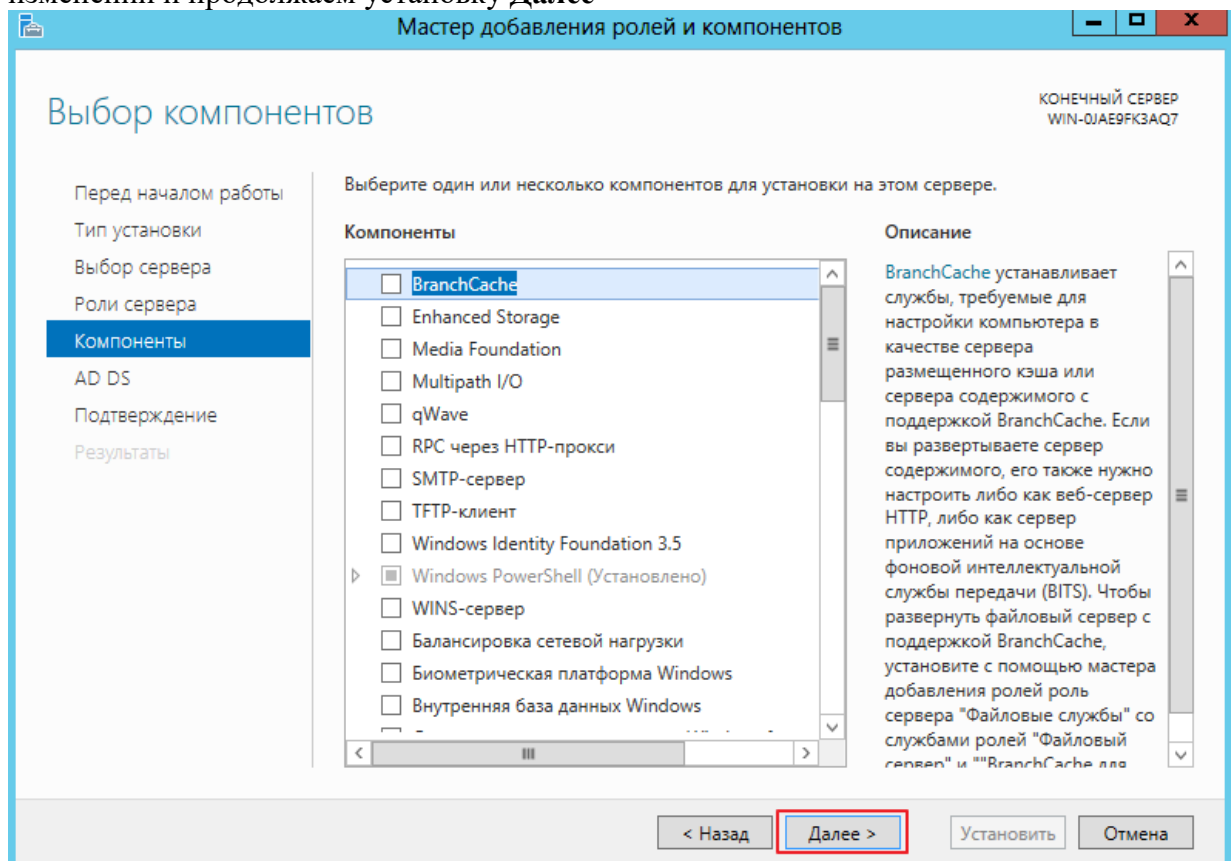 изменений и продолжаем установку Далее
Мастер добавления ролей и компонентов
Выбор компонентов
КОНЕЧНЫЙ СЕРВЕР
WIN-0JAE9FK3AQ7
Перед началом работы
Тип установки
Выбор сервера
Роли сервера
Компоненты
AD DS
Подтверждение
Результаты
Выберите один или несколько компонентов для установки на этом сервере.
Компоненты
BranchCache
Enhanced Storage
Media Foundation
Multipath I/O
qWave
RPC через HTTP-прокси
SMTP-сервер
TFTP-клиент
Windows Identity Foundation 3.5
Windows PowerShell (Установлено)
WINS-сервер
Балансировка сетевой нагрузки
Биометрическая платформа Windows
Внутренняя база данных Windows
Описание
BranchCache устанавливает
службы, требуемые для
настройки компьютера в
качестве сервера
размещенного кэша или
сервера содержимого с
поддержкой BranchCache. Если
вы развертываете сервер
содержимого, его также нужно
настроить либо как веб-сервер
HTTP, либо как сервер
приложений на основе
фоновой интеллектуальной
службы передачи (BITS). Чтобы
развернуть файловый сервер с
поддержкой BranchCache,
установите с помощью мастера
добавления ролей роль
сервера "Файловые службы" со
службами ролей "Файловый
сервер" и ""BranchCache для
< Назад
Далее >
Установить
Отмена